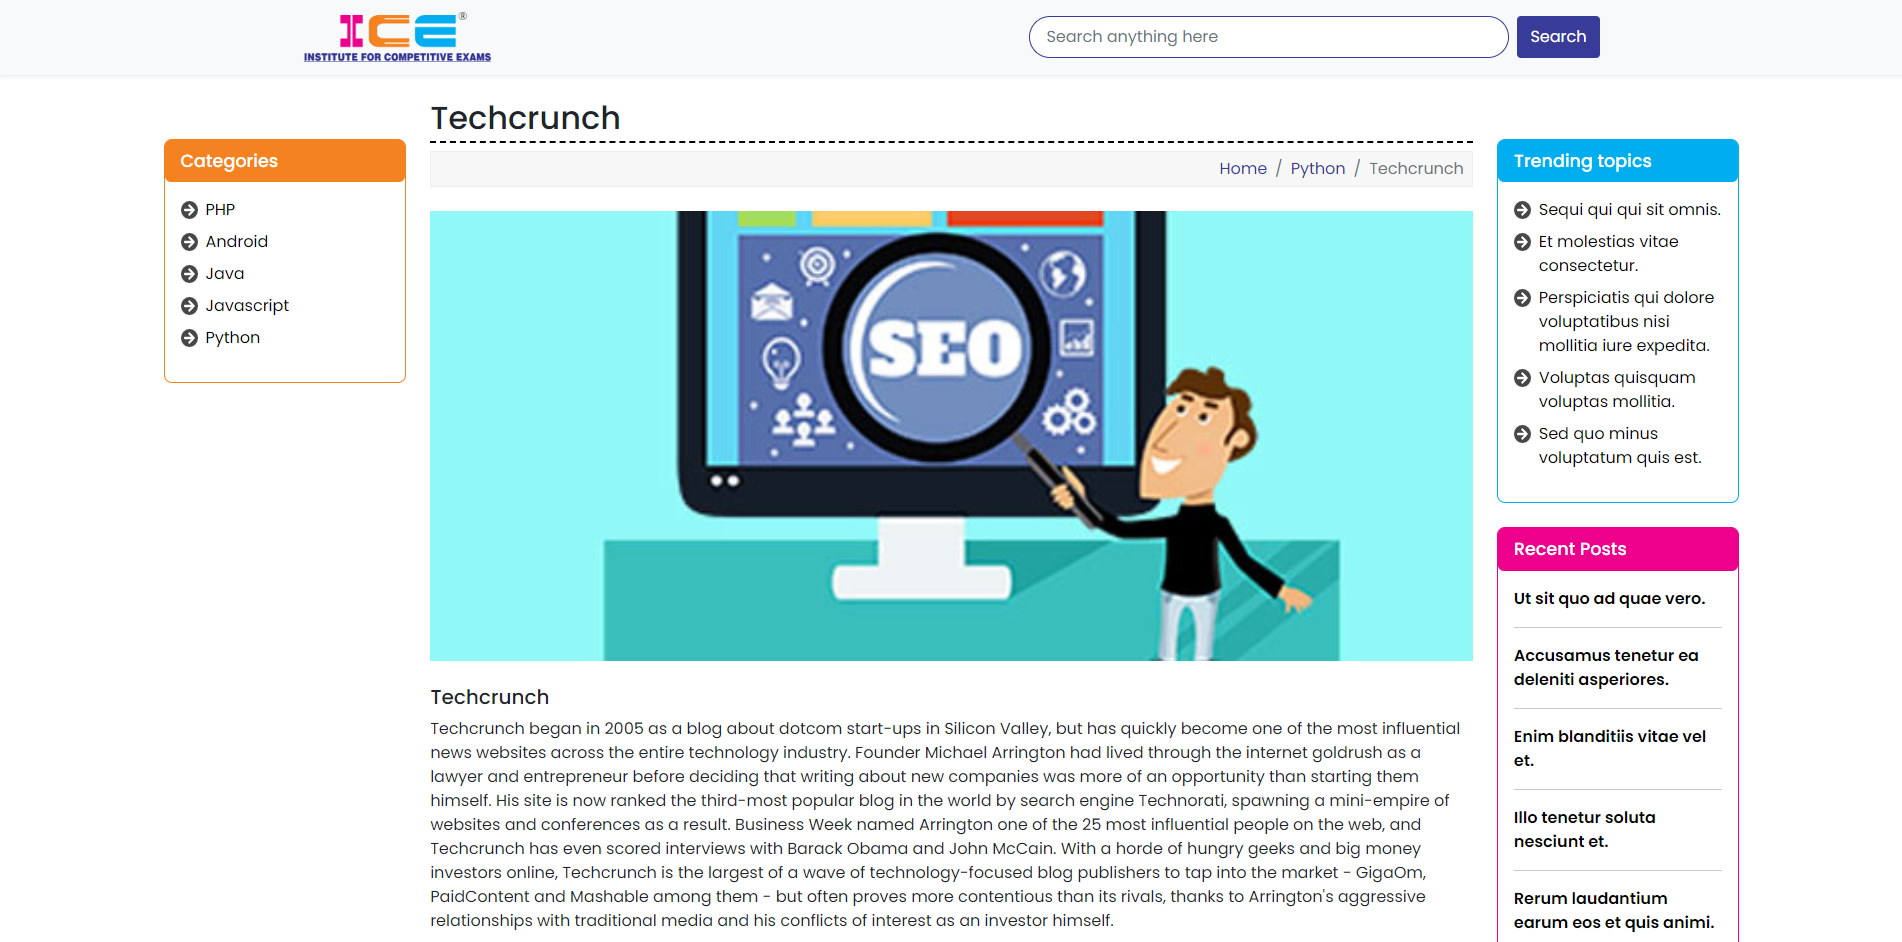 ICE®
INSTITUTE FOR COMPETITIVE EXAMS
Search anything here
Search
Techcrunch
Home / Python / Techcrunch
Categories
PHP
Android
Java
Javascript
Python
SEO
Techcrunch
Techcrunch began in 2005 as a blog about dotcom start-ups in Silicon Valley, but has quickly become one of the most influential
news websites across the entire technology industry. Founder Michael Arrington had lived through the internet goldrush as a
lawyer and entrepreneur before deciding that writing about new companies was more of an opportunity than starting them
himself. His site is now ranked the third-most popular blog in the world by search engine Technorati, spawning a mini-empire of
websites and conferences as a result. Business Week named Arrington one of the 25 most influential people on the web, and
Techcrunch has even scored interviews with Barack Obama and John McCain. With a horde of hungry geeks and big money
investors online, Techcrunch is the largest of a wave of technology-focused blog publishers to tap into the market - GigaOm,
PaidContent and Mashable among them - but often proves more contentious than its rivals, thanks to Arrington's aggressive
relationships with traditional media and his conflicts of interest as an investor himself.
Trending topics
Sequi qui qui sit omnis.
Et molestias vitae
consectetur.
Perspiciatis qui dolore
voluptatibus nisi
mollitia iure expedita.
Voluptas quisquam
voluptas mollitia.
Sed quo minus
voluptatum quis est.
Recent Posts
Ut sit quo ad quae vero.
Accusamus tenetur ea
deleniti asperiores.
Enim blanditiis vitae vel
et.
Illo tenetur soluta
nesciunt et.
Rerum laudantium
earum eos et quis animi.